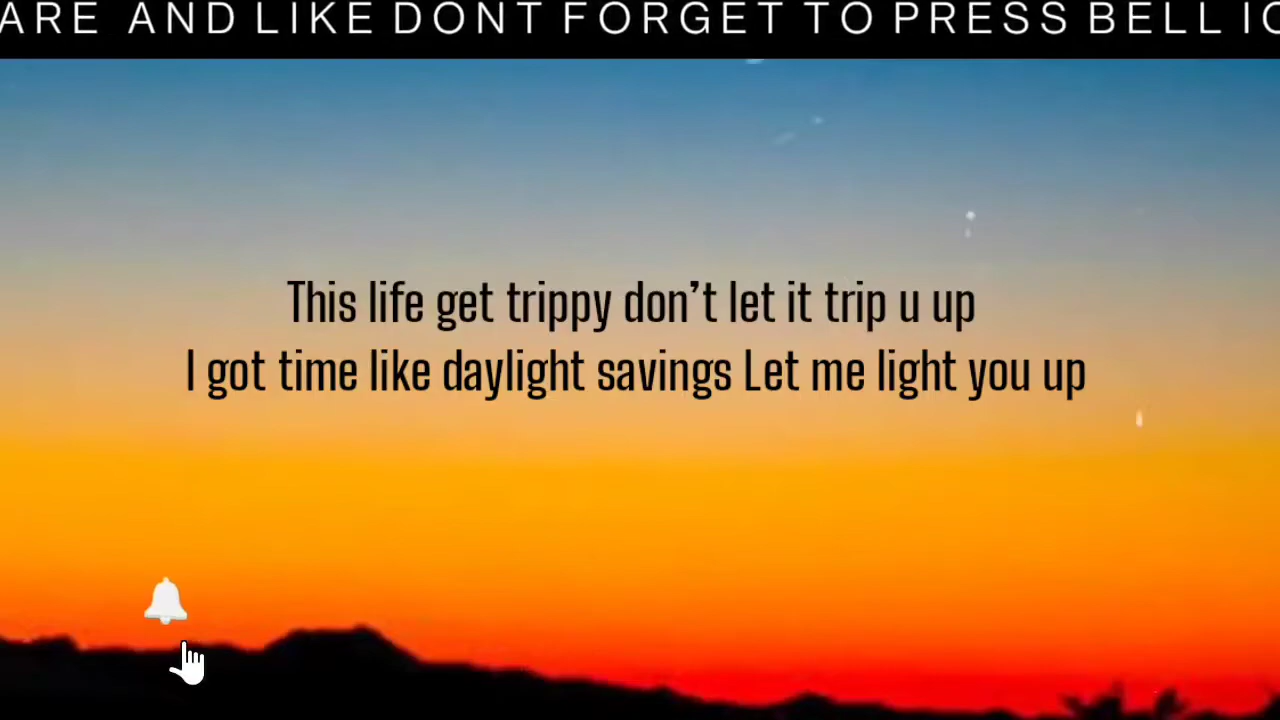 ARE AND LIKE DONT FORGET TO PRESS BELL IC
This life get trippy don’t let it trip u up
I got time like daylight savings Let me light you up